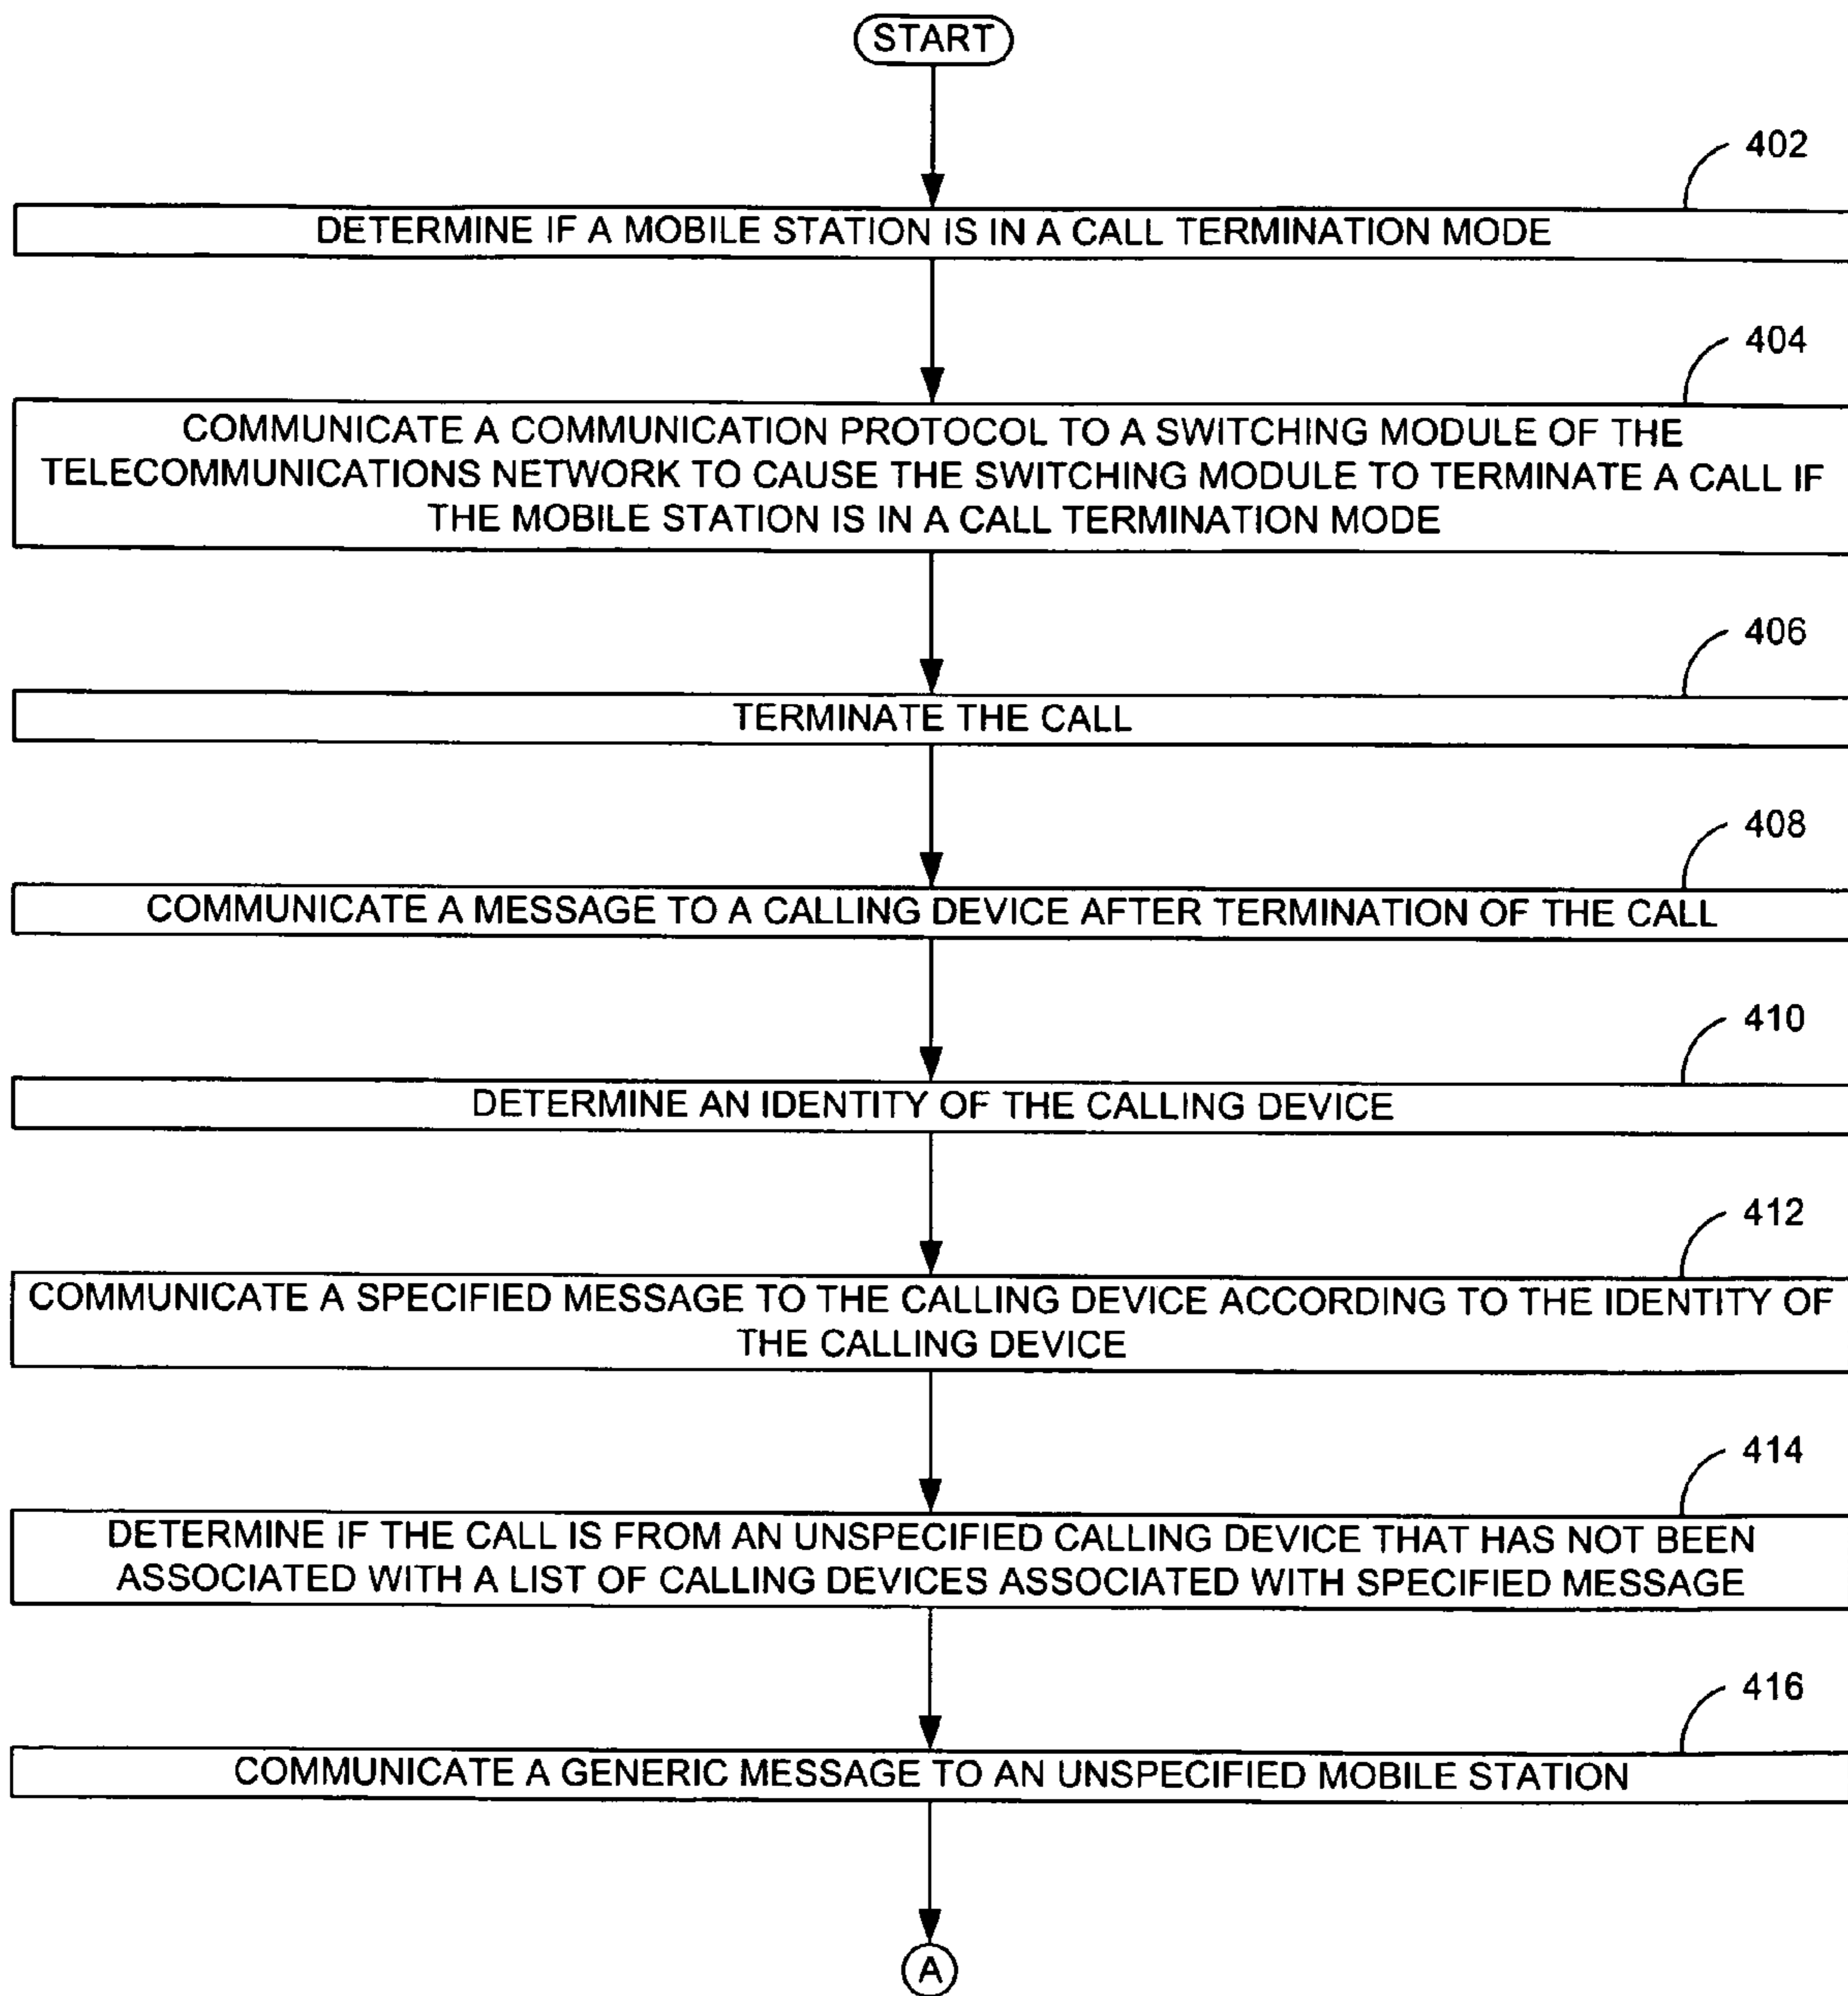 START
402
DETERMINE IF A MOBILE STATION IS IN A CALL TERMINATION MODE
404
COMMUNICATE A COMMUNICATION PROTOCOL TO A SWITCHING MODULE OF THE
TELECOMMUNICATIONS NETWORK TO CAUSE THE SWITCHING MODULE TO TERMINATE A CALL IF
THE MOBILE STATION IS IN A CALL TERMINATION MODE
406
TERMINATE THE CALL
408
COMMUNICATE A MESSAGE TO A CALLING DEVICE AFTER TERMINATION OF THE CALL
410
DETERMINE AN IDENTITY OF THE CALLING DEVICE
412
COMMUNICATE A SPECIFIED MESSAGE TO THE CALLING DEVICE ACCORDING TO THE IDENTITY OF
THE CALLING DEVICE
414
DETERMINE IF THE CALL IS FROM AN UNSPECIFIED CALLING DEVICE THAT HAS NOT BEEN
ASSOCIATED WITH A LIST OF CALLING DEVICES ASSOCIATED WITH SPECIFIED MESSAGE
416
COMMUNICATE A GENERIC MESSAGE TO AN UNSPECIFIED MOBILE STATION
A